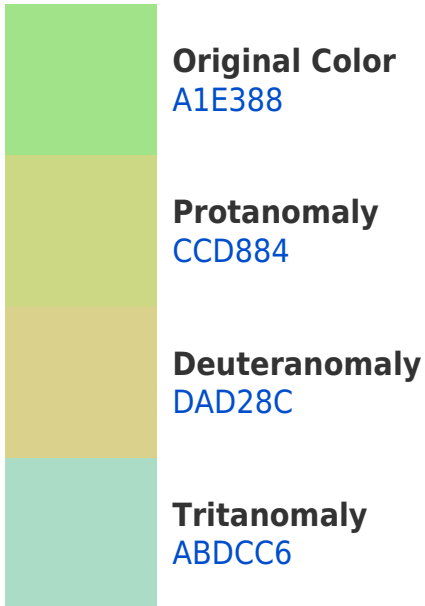 Original Color
A1E388
Protanomaly
CCD884
Deuteranomaly
DAD28C
Tritanomaly
ABDCC6